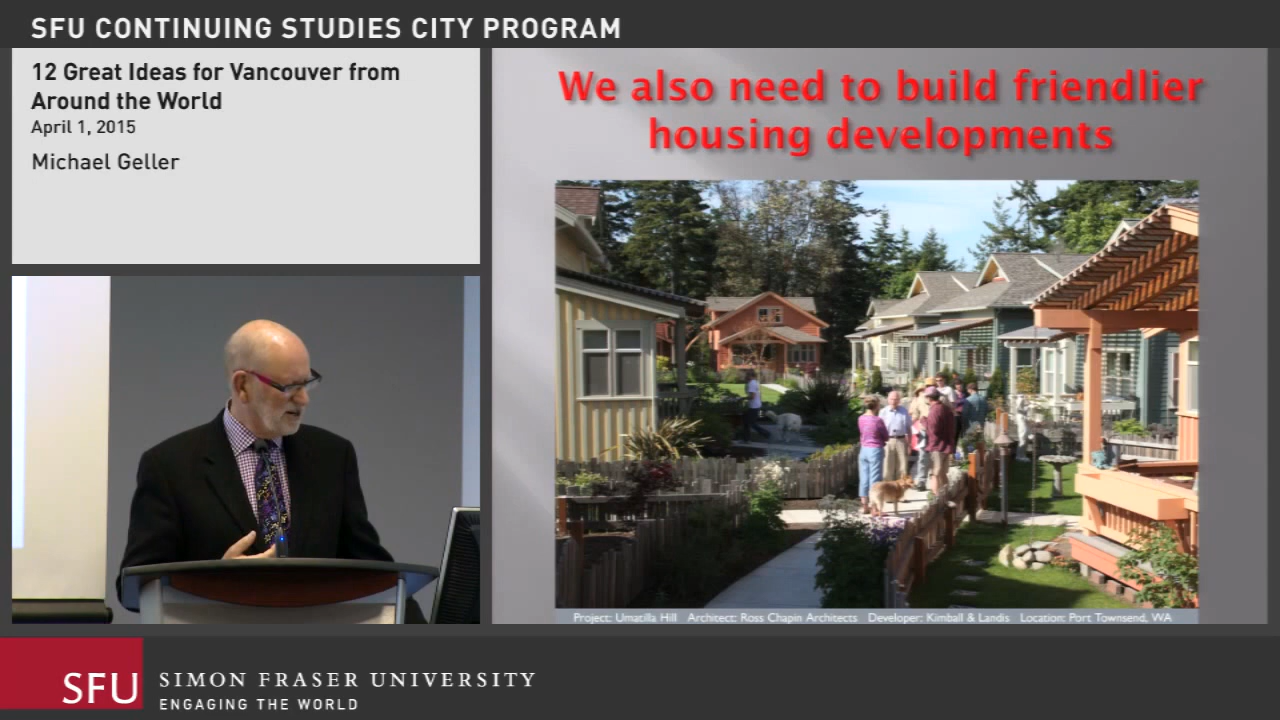 SFU CONTINUING STUDIES CITY PROGRAM
12 Great Ideas for Vancouver from
Around the World
April 1, 2015
Michael Geller
We also need to build friendlier
housing developments
Project: Umatilla Hill Architect: Ross Chapin Architects Developer: Kimball & Landis Location: Port Townsend, WA
SFU SIMON FRASER UNIVERSITY
ENGAGING THE WORLD